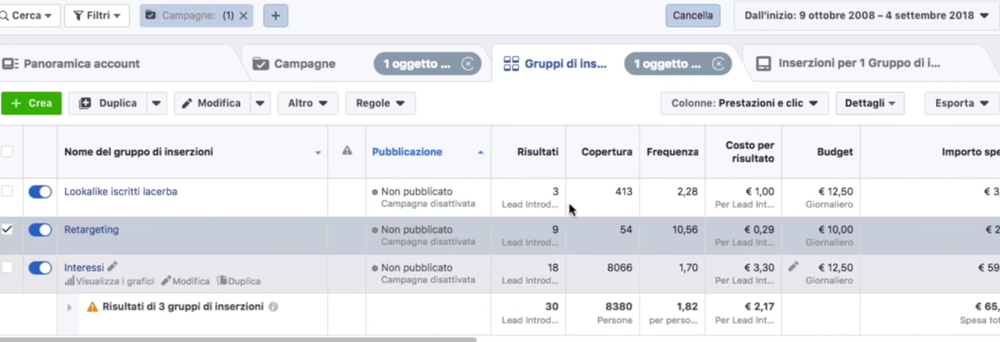 Cerca Filtri Campagne: (1) Cancella Dall'inizio: 9 ottobre 2008 – 4 settembre 2018
Panoramica account Campagne 1 oggetto ... Gruppi di ins... 1 oggetto ... Inserzioni per 1 Gruppo di i...
+ Crea Duplica Modifica Altro Regole Colonne: Prestazioni e clic Dettagli Esporta
Nome del gruppo di inserzioni Pubblicazione Risultati Copertura Frequenza Costo per risultato Budget Importo spe
Lookalike iscritti lacerba Non pubblicato 3 413 2,28 € 1,00 € 12,50 € 3,
Campagna disattivata Lead Introd... Per Lead Int... Giornaliero
Retargeting Non pubblicato 9 54 10,56 € 0,29 € 10,00 € 2
Campagna disattivata Lead Introd... Per Lead Int... Giornaliero
Interessi Non pubblicato 18 8066 1,70 € 3,30 € 12,50 € 59,
Visualizza i grafici Modifica Duplica Campagna disattivata Lead Introd... Per Lead Int... Giornaliero
Risultati di 3 gruppi di inserzioni 30 8380 1,82 € 2,17 € 65,
Lead Introd... Persone per perso... Per Lead Int... Spesa tot